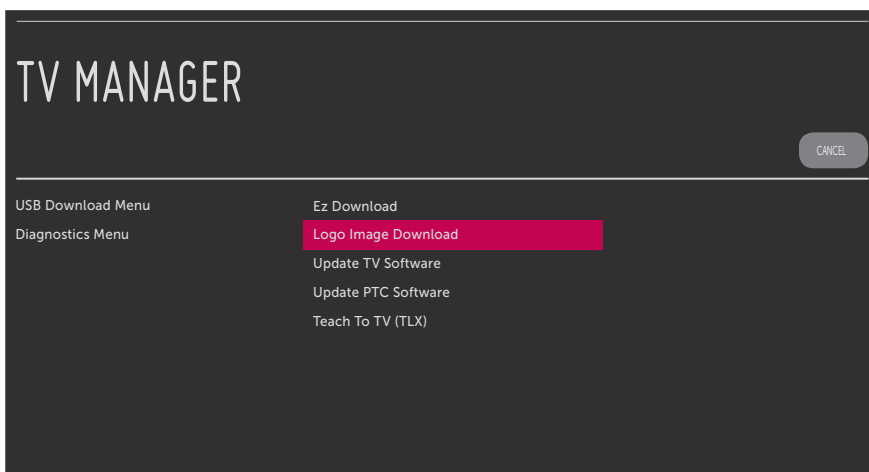 TV MANAGER
CANCEL
USB Download Menu
Diagnostics Menu
Ez Download
Logo Image Download
Update TV Software
Update PTC Software
Teach To TV (TLX)